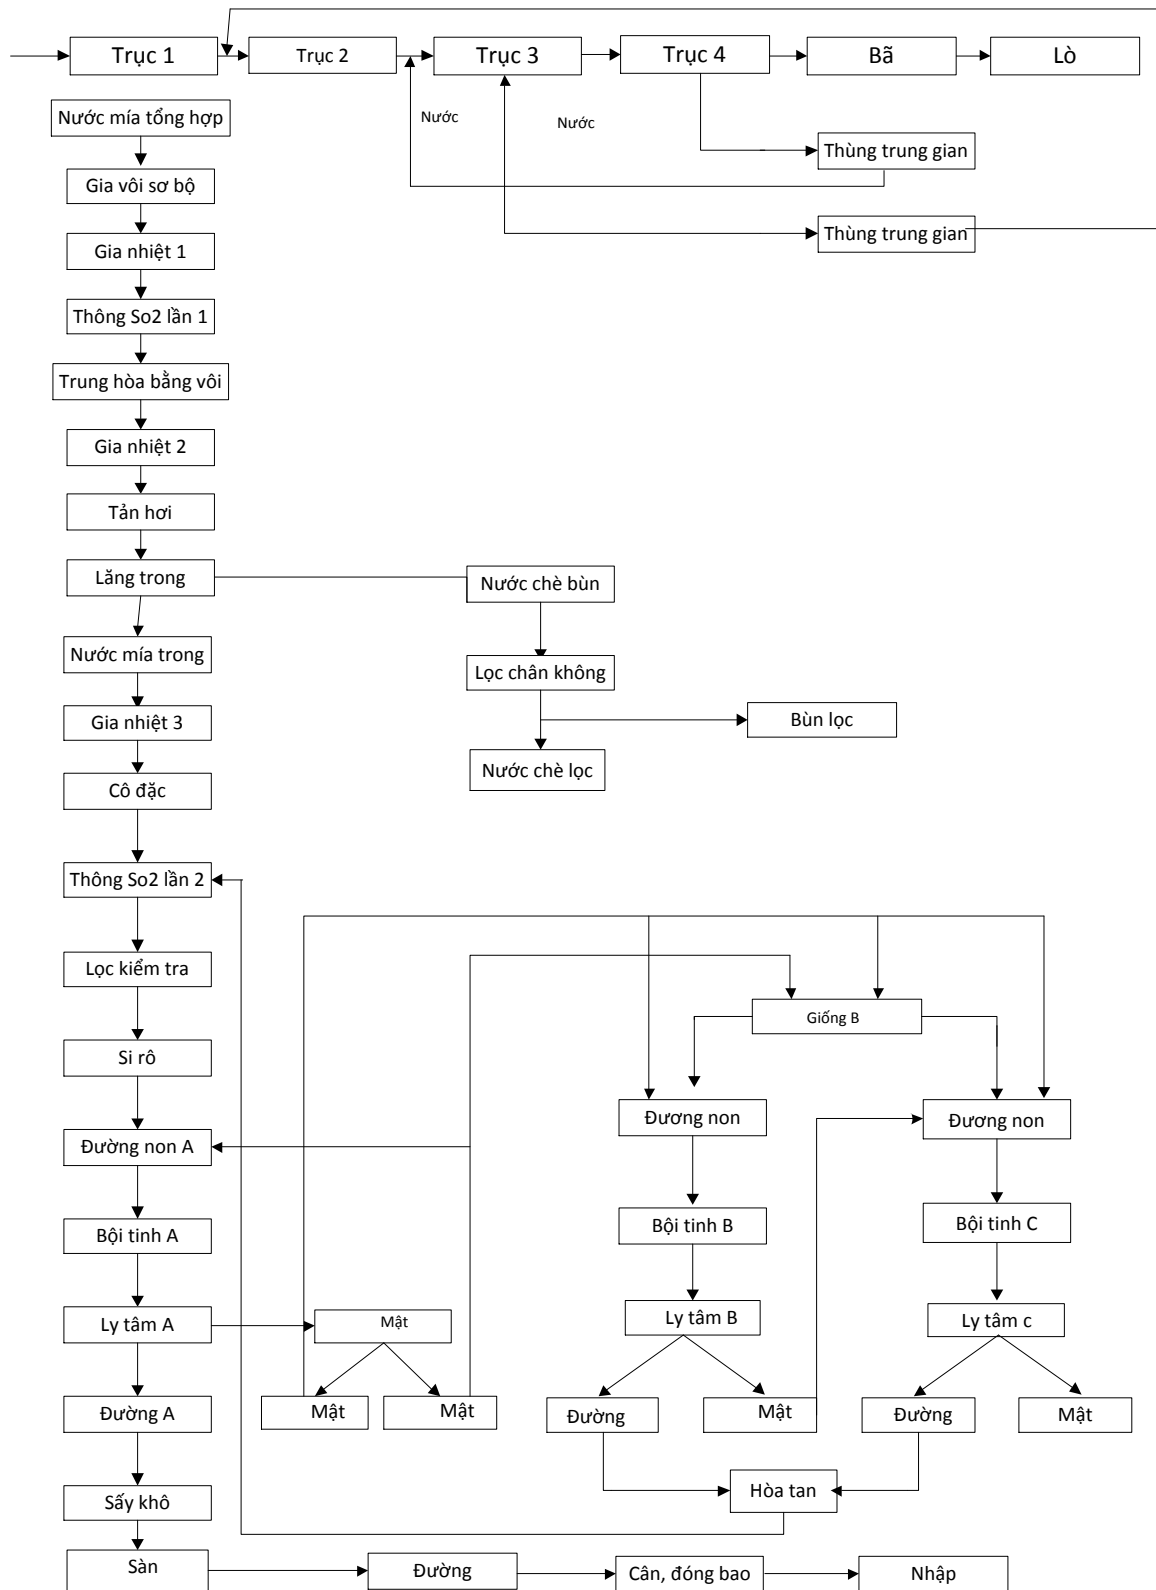 Trục 1
Trục 2
Trục 3
Trục 4
Bã
Lò
Nước mía tổng hợp
Nước
Nước
Thùng trung gian
Gia vôi sơ bộ
Thùng trung gian
Gia nhiệt 1
Thông So2 lần 1
Trung hòa bằng vôi
Gia nhiệt 2
Tản hơi
Lăng trong
Nước chè bùn
Nước mía trong
Lọc chân không
Gia nhiệt 3
Bùn lọc
Nước chè lọc
Cô đặc
Thông So2 lần 2
Lọc kiểm tra
Giống B
Si rô
Đương non
Đương non
Đường non A
Bội tinh A
Bội tinh B
Bội tinh C
Ly tâm A
Mật
Ly tâm B
Ly tâm c
Đường A
Mật
Mật
Đường
Mật
Đường
Mật
Sấy khô
Hòa tan
Sàn
Đường
Cân, đóng bao
Nhập